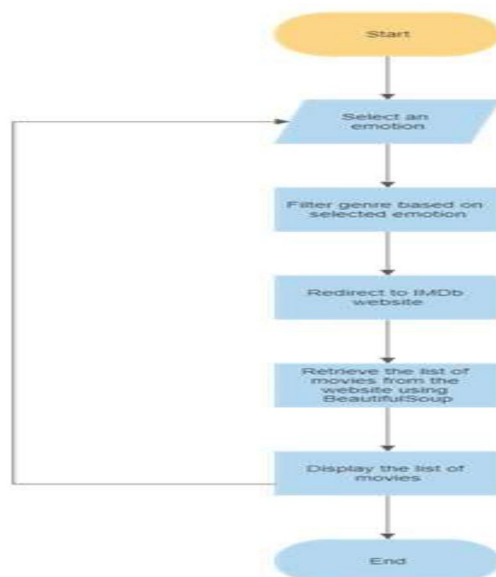 Start
Select an
emotion
Filter genre based on
selected emotion
Redirect to IMDb
website
Retrieve the list of
movies from the
website using
BeautifulSoup
Display the list of
movies
End